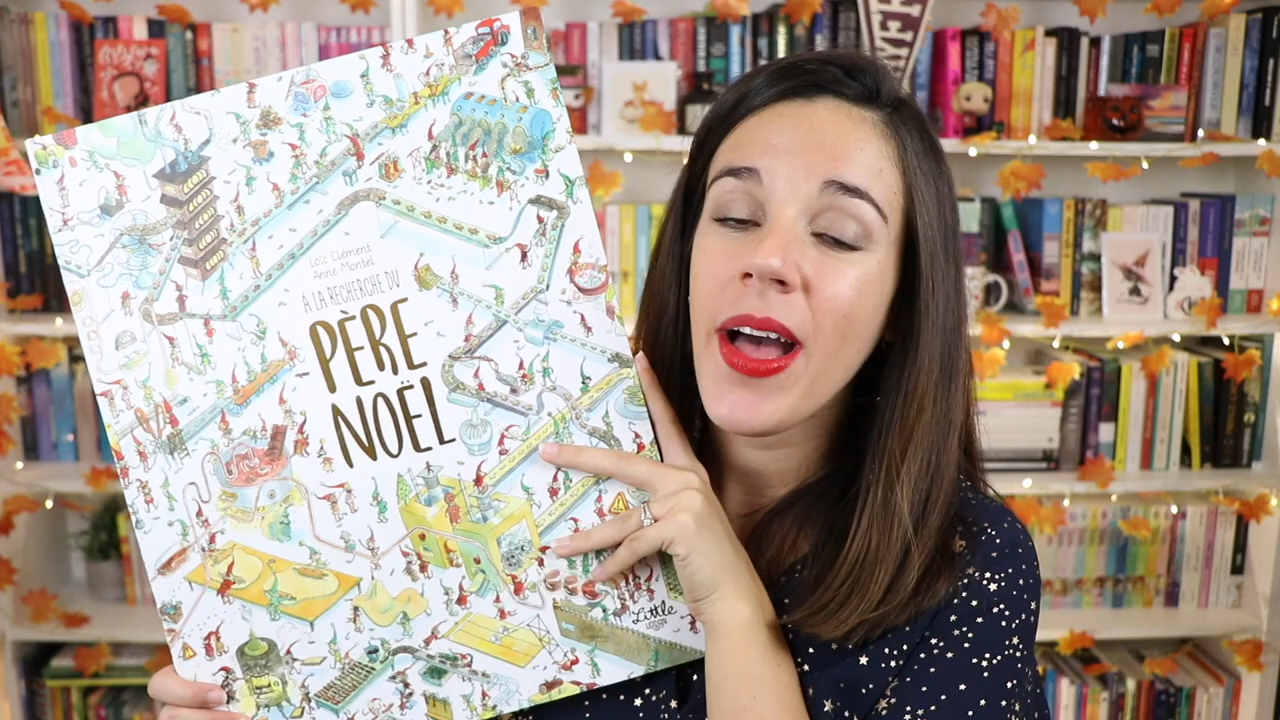 Loïc Clément
Anne Montel
À LA RECHERCHE DU
PÈRE
NOËL
Little
URBAN